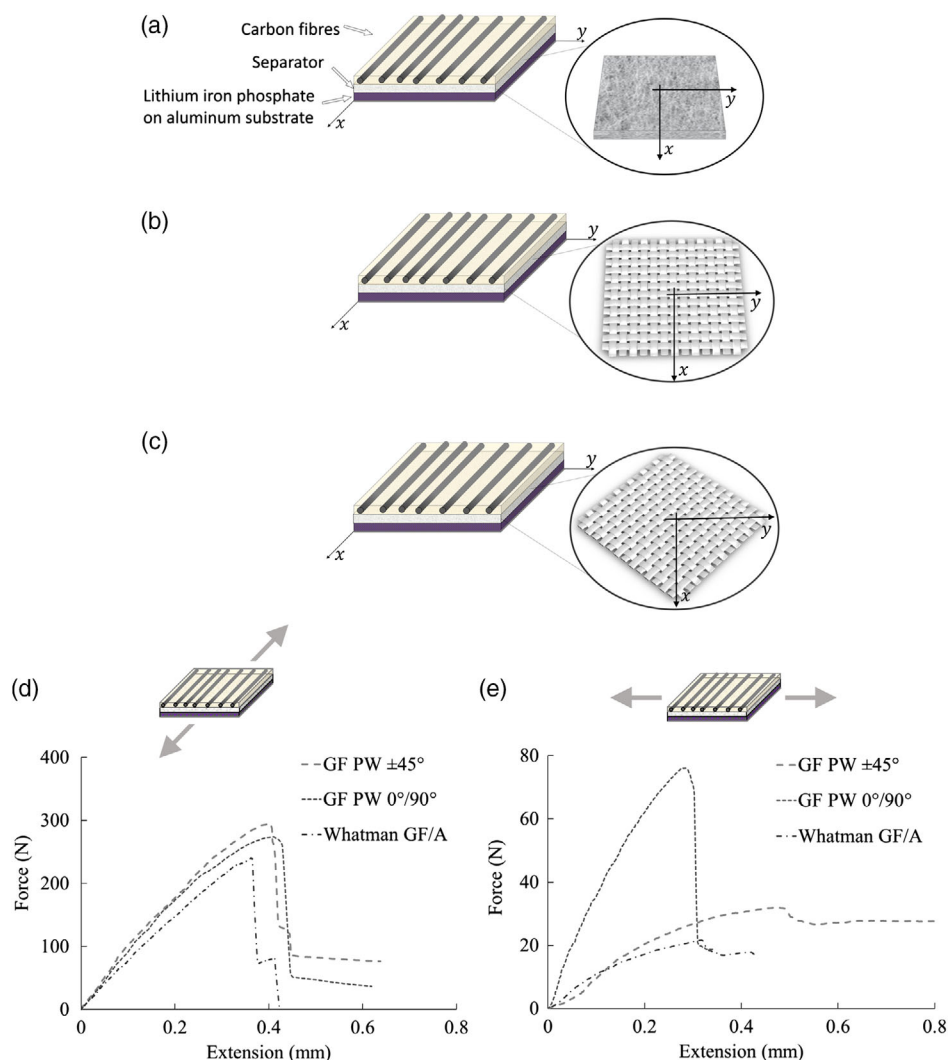 (a)
Carbon fibres
Separator
Lithium iron phosphate
on aluminum substrate
y
x
y
x
(b)
y
x
y
x
(c)
y
x
y
x
(d)
400
300
200
100
0
0 0.2 0.4 0.6 0.8
Force (N)
Extension (mm)
GF PW ±45°
GF PW 0°/90°
Whatman GF/A
(e)
80
60
40
20
0
0 0.2 0.4 0.6 0.8
Force (N)
Extension (mm)
GF PW ±45°
GF PW 0°/90°
Whatman GF/A